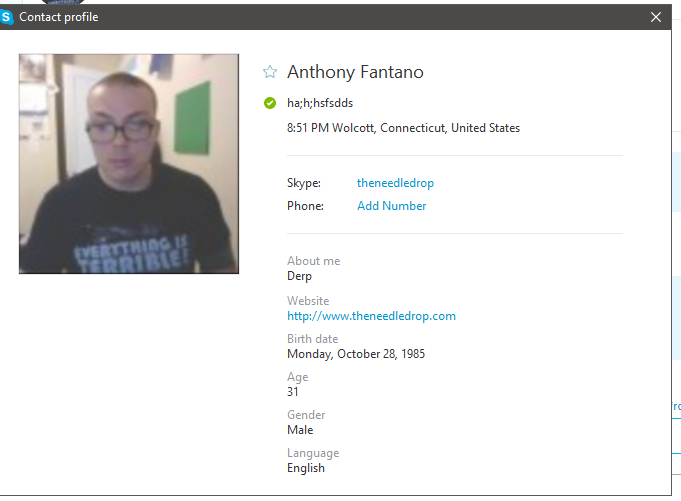 Contact profile
Anthony Fantano
ha;h;hsfsdds
8:51 PM Wolcott, Connecticut, United States
Skype: theneedledrop
Phone: Add Number
About me
Derp
Website
http://www.theneedledrop.com
Birth date
Monday, October 28, 1985
Age
31
Gender
Male
Language
English
EVERYTHING IS
TERRIBLE!